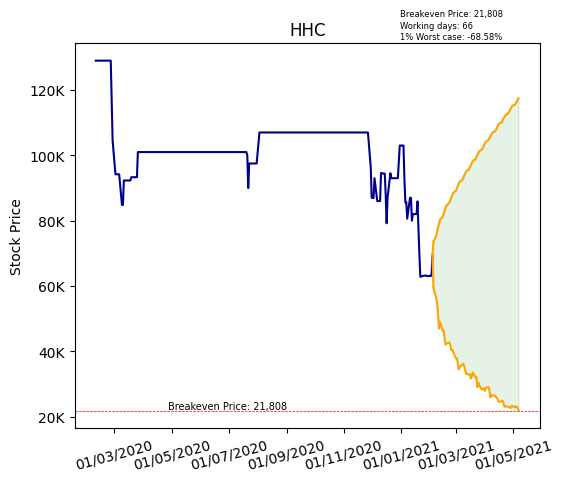 Breakeven Price: 21,808
Working days: 66
1% Worst case: -68.58%
HHC
120K
100K
80K
60K
40K
20K
Stock Price
Breakeven Price: 21,808
01/03/2020
01/05/2020
01/07/2020
01/09/2020
01/11/2020
01/01/2021
01/03/2021
01/05/2021